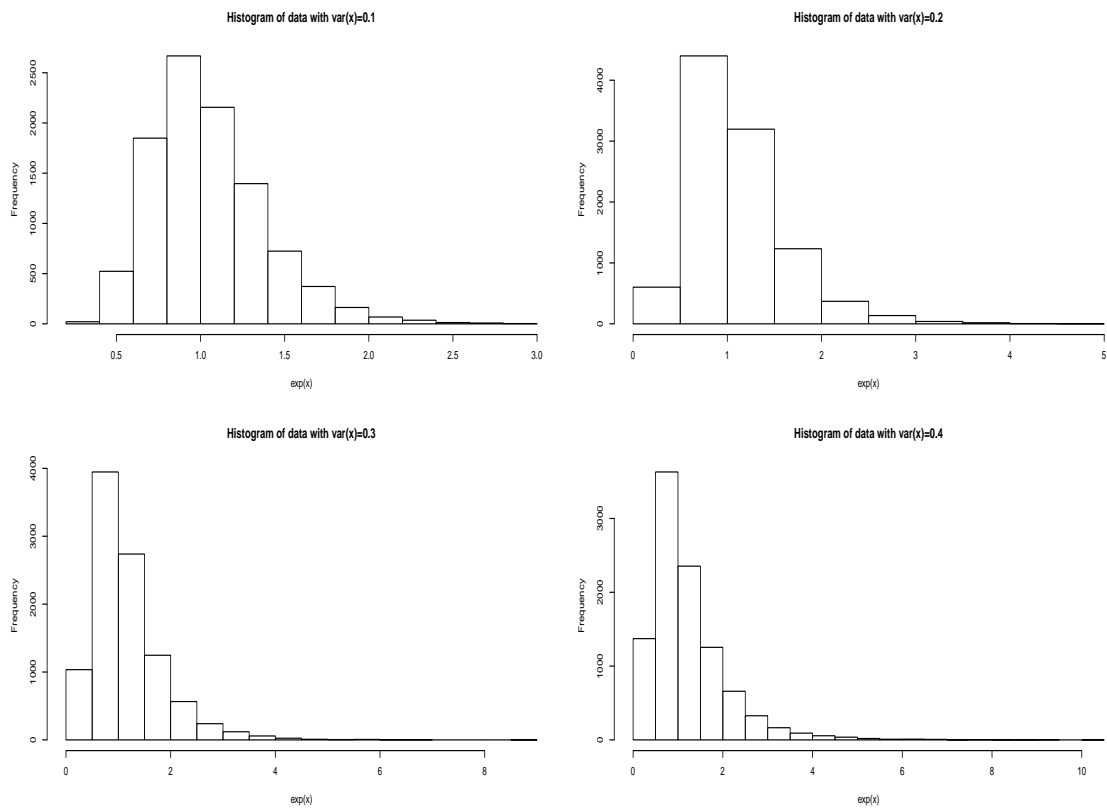 Histogram of data with var(x)=0.1
Frequency
0 500 1000 1500 2000 2500
0.5 1.0 1.5 2.0 2.5 3.0
exp(x)
Histogram of data with var(x)=0.2
Frequency
0 1000 2000 3000 4000
0 1 2 3 4 5
exp(x)
Histogram of data with var(x)=0.3
Frequency
0 1000 2000 3000 4000
0 2 4 6 8
exp(x)
Histogram of data with var(x)=0.4
Frequency
0 1000 2000 3000
0 2 4 6 8 10
exp(x)